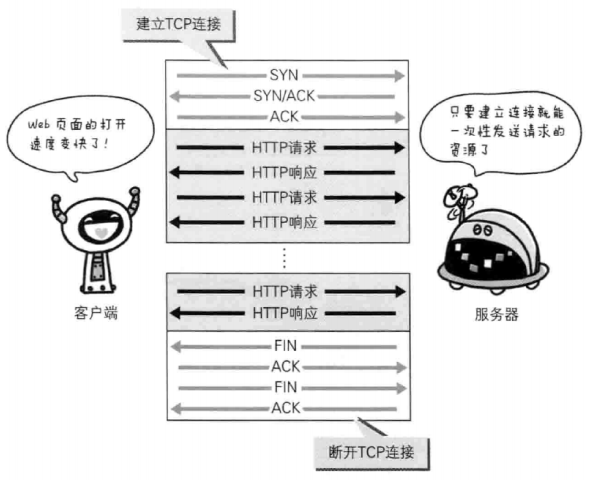 建立TCP连接
SYN
SYN/ACK
ACK
Web 页面的打开
速度变快了!
只要建立连接就能
一次性发送请求的
资源了
HTTP请求
HTTP响应
HTTP请求
HTTP响应
HTTP请求
HTTP响应
客户端
服务器
FIN
ACK
FIN
ACK
断开TCP连接